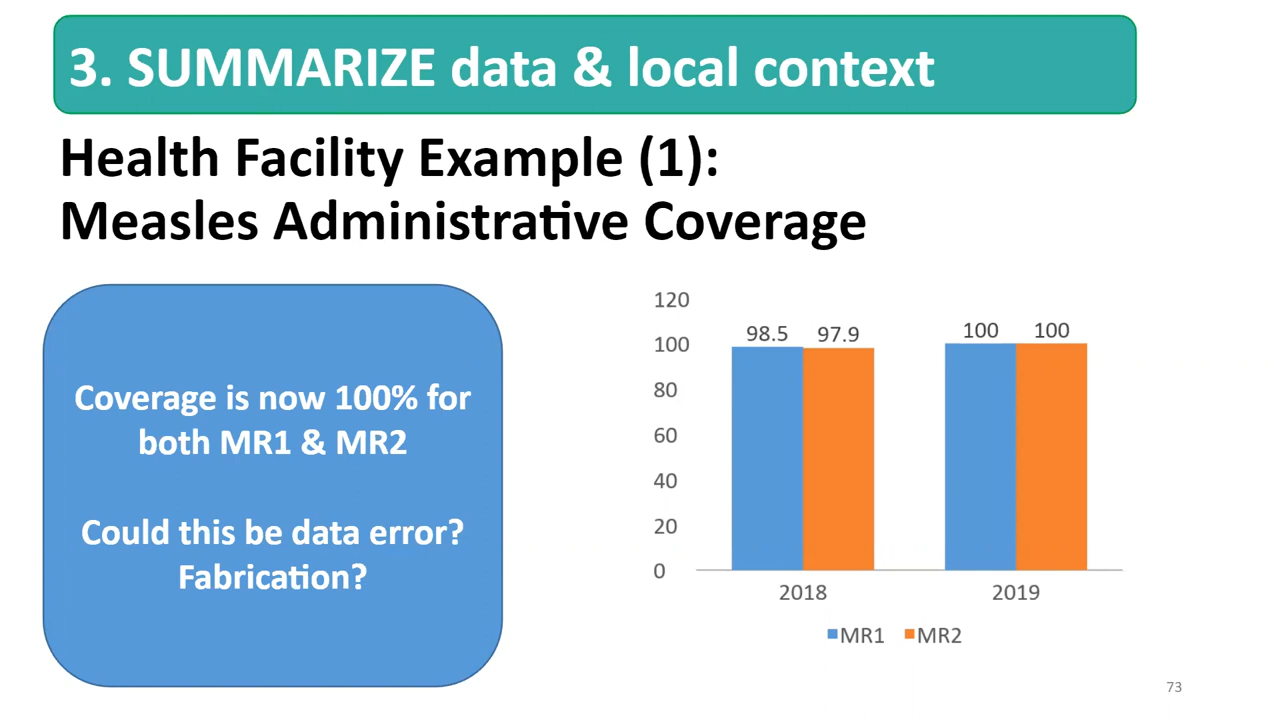 3. SUMMARIZE data & local context
Health Facility Example (1):
Measles Administrative Coverage
Coverage is now 100% for
both MR1 & MR2
Could this be data error?
Fabrication?
120
100
80
60
40
20
0
98.5
97.9
100
100
2018
2019
MR1
MR2
73